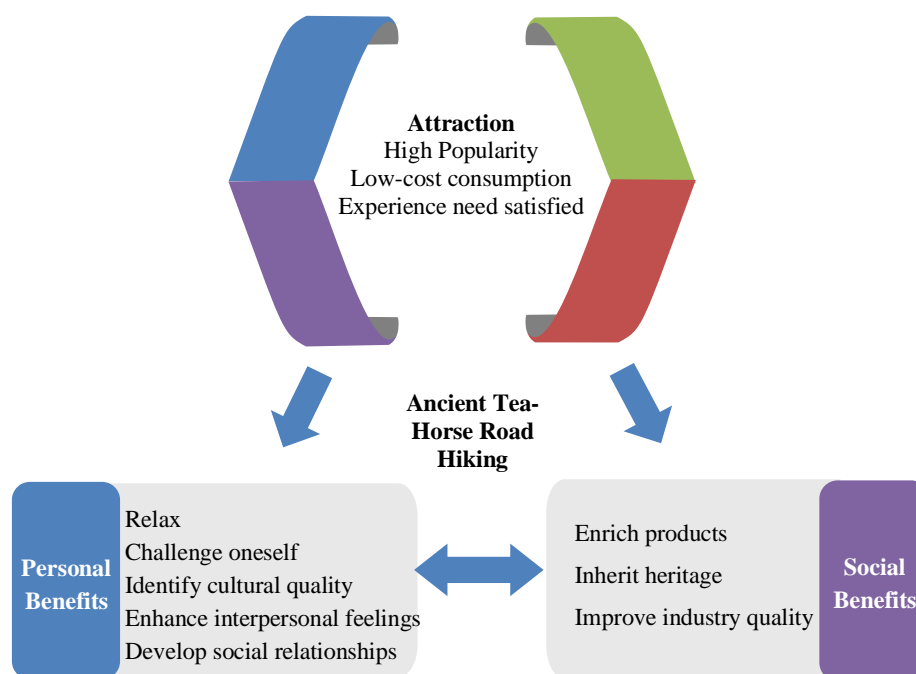 Attraction
High Popularity
Low-cost consumption
Experience need satisfied
Ancient Tea-
Horse Road
Hiking
Personal
Benefits
Relax
Challenge oneself
Identify cultural quality
Enhance interpersonal feelings
Develop social relationships
Enrich products
Inherit heritage
Improve industry quality
Social
Benefits